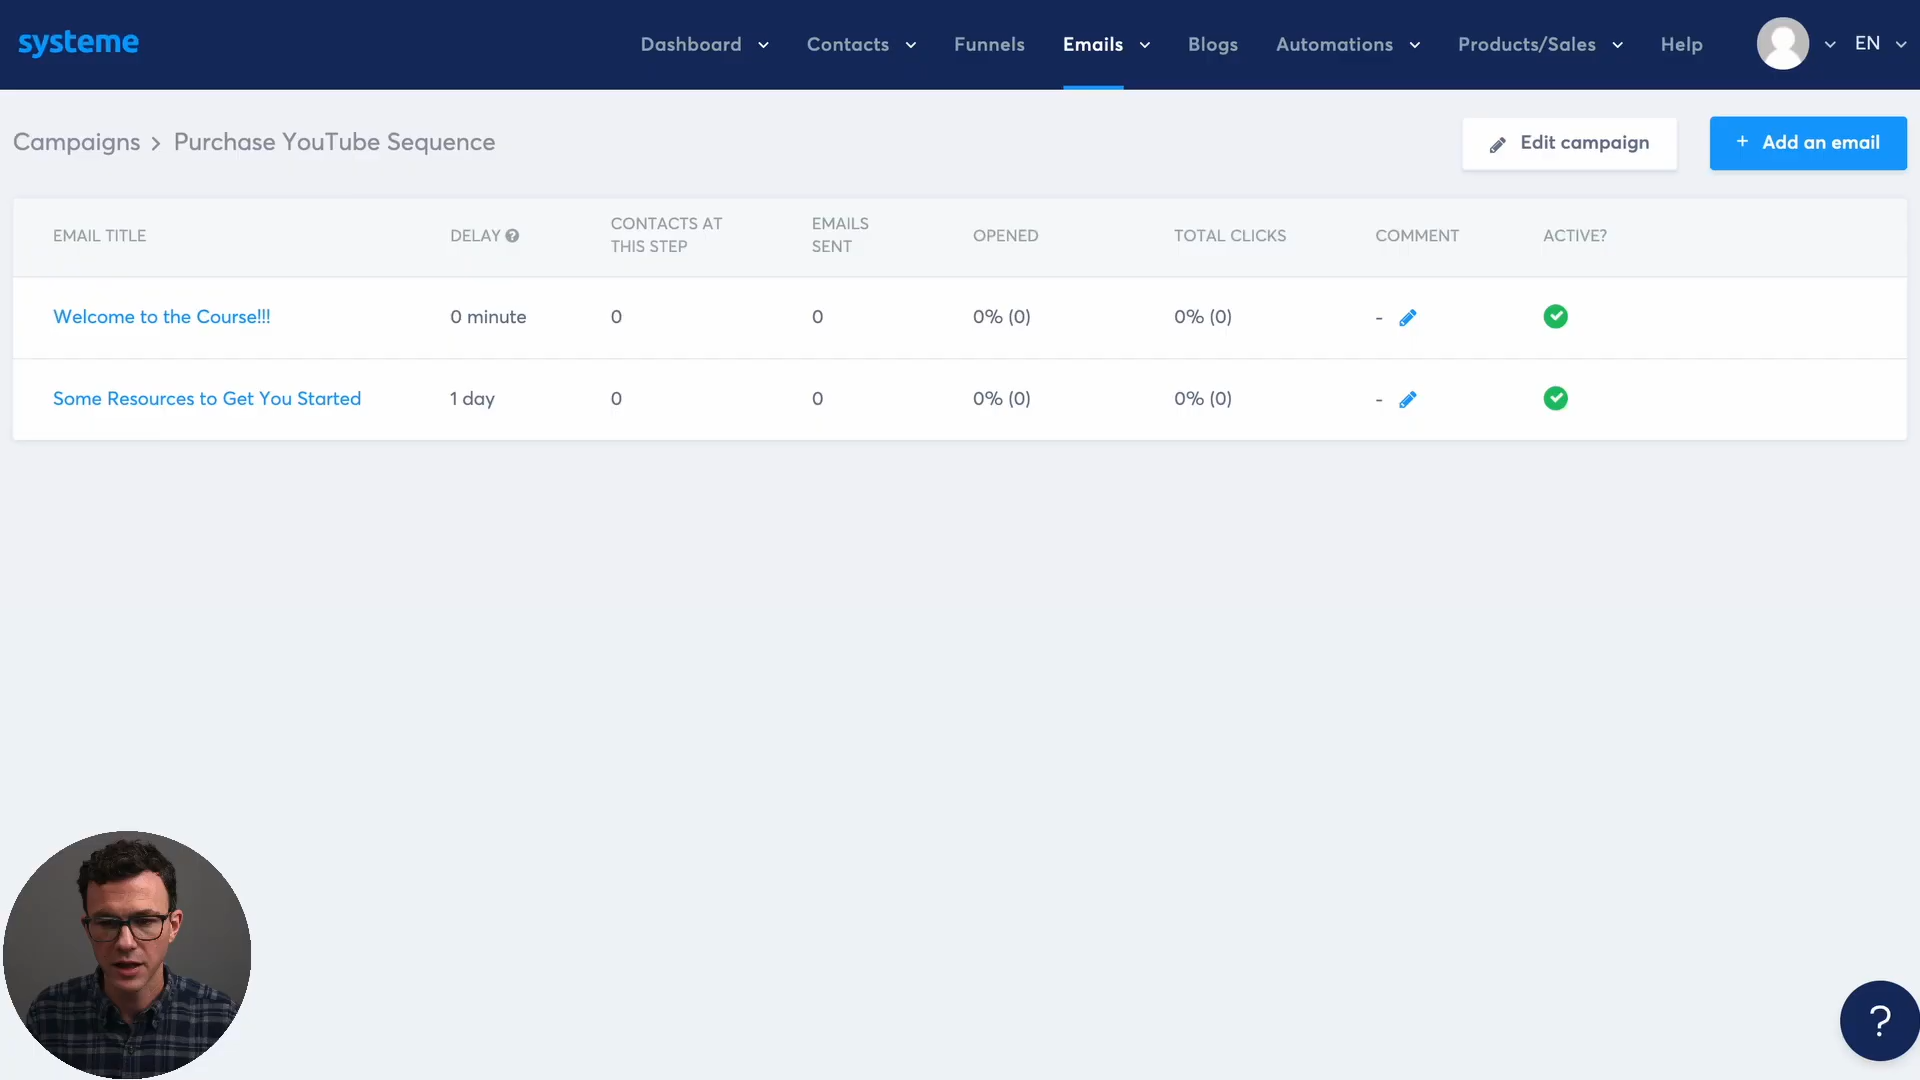 systeme
Dashboard Contacts Funnels Emails Blogs Automations Products/Sales Help EN
Campaigns > Purchase YouTube Sequence
Edit campaign
+ Add an email
EMAIL TITLE DELAY ? CONTACTS AT THIS STEP EMAILS SENT OPENED TOTAL CLICKS COMMENT ACTIVE?
Welcome to the Course!!! 0 minute 0 0 0% (0) 0% (0) -
Some Resources to Get You Started 1 day 0 0 0% (0) 0% (0) -
?